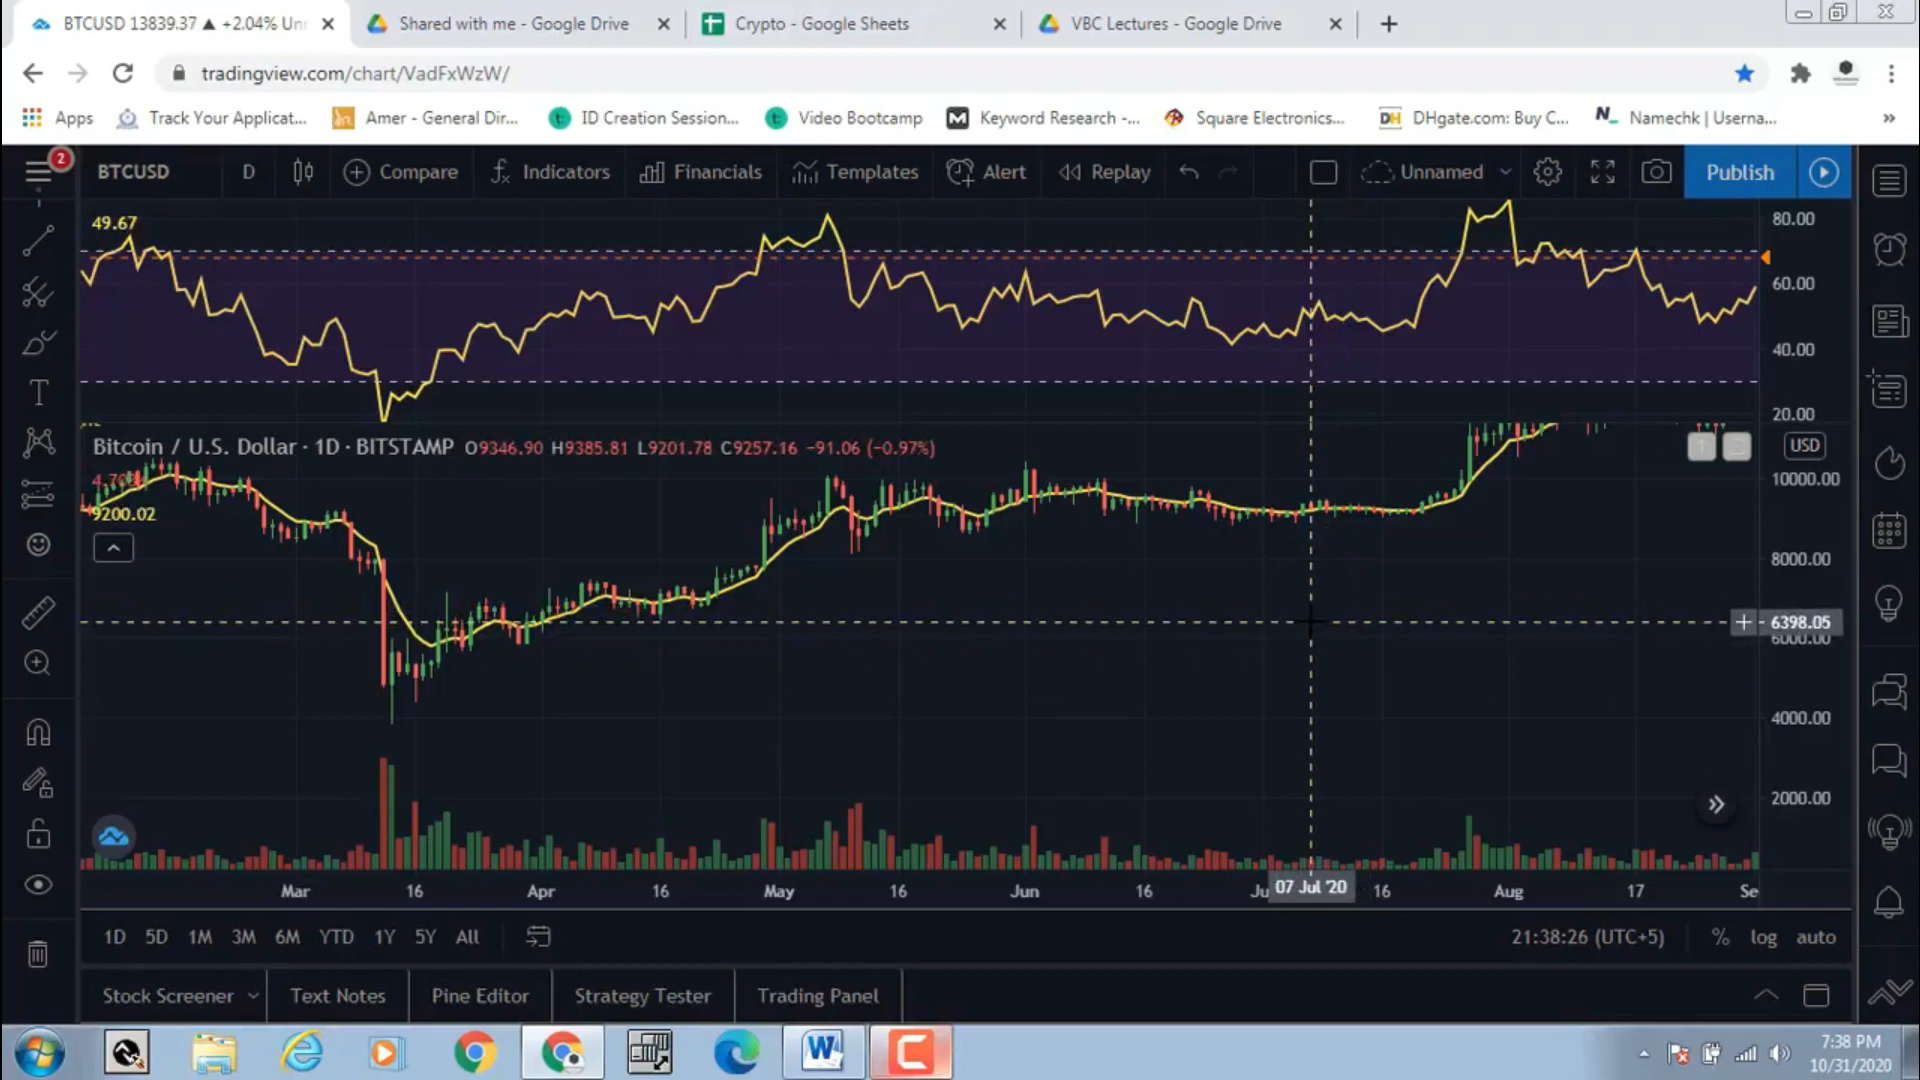 BTCUSD 13839.37 ▲ +2.04% Un
Shared with me - Google Drive
Crypto - Google Sheets
VBC Lectures - Google Drive
tradingview.com/chart/VadFxWzW/
Apps
Track Your Applicat...
Amer - General Dir...
ID Creation Session...
Video Bootcamp
M
Keyword Research -...
Square Electronics...
DH
DHgate.com: Buy C...
N_
Namechk | Userna...
»
2
BTCUSD
D
Compare
Indicators
Financials
Templates
Alert
Replay
Unnamed
Publish
49.67
80.00
60.00
40.00
20.00
Bitcoin / U.S. Dollar · 1D · BITSTAMP O9346.90 H9385.81 L9201.78 C9257.16 −91.06 (−0.97%)
USD
9200.02
10000.00
8000.00
6398.05
6000.00
4000.00
2000.00
Mar
16
Apr
16
May
16
Jun
16
Ju
07 Jul '20
16
Aug
17
Se
1D 5D 1M 3M 6M YTD 1Y 5Y All
21:38:26 (UTC+5)
% log auto
Stock Screener
Text Notes
Pine Editor
Strategy Tester
Trading Panel
7:38 PM
10/31/2020